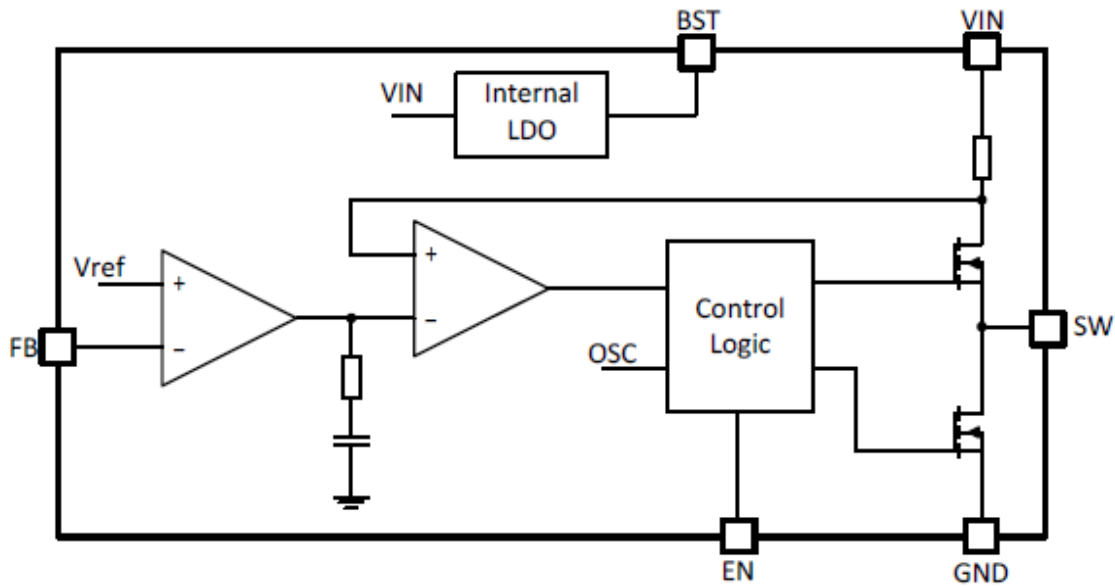 BST
VIN
VIN
Internal
LDO
Vref
+
−
+
−
FB
Control
Logic
OSC
SW
EN
GND